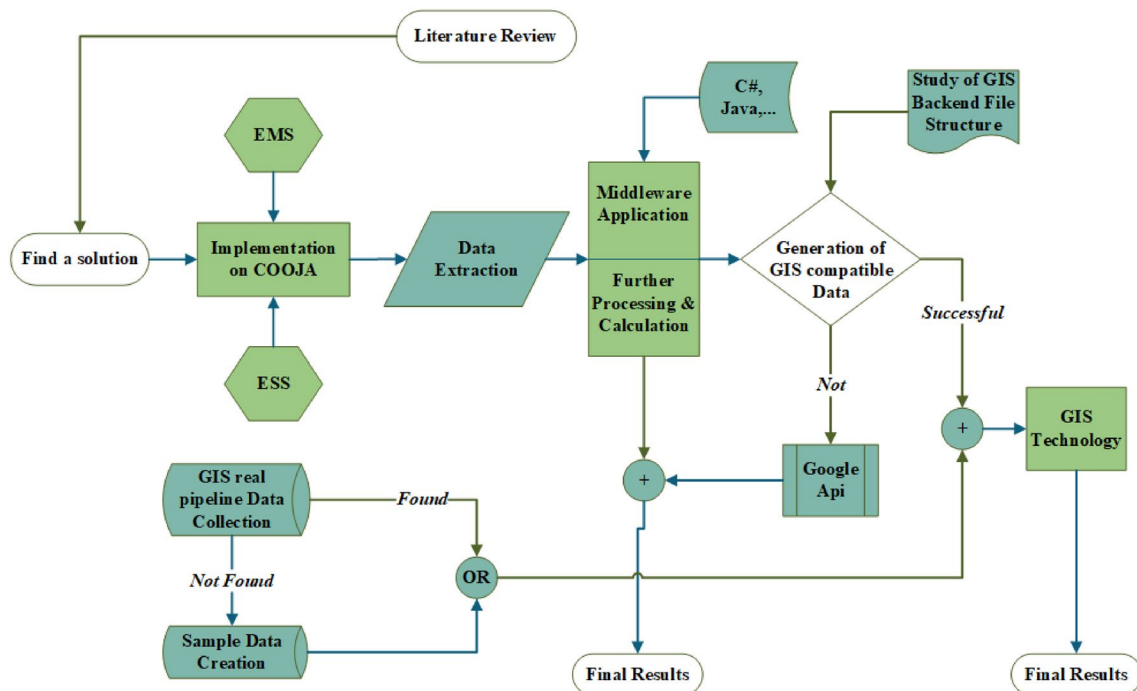 Literature Review
C#,
Java,...
Study of GIS
Backend File
Structure
EMS
Middleware
Application
Find a solution
Implementation
on COOJA
Data
Extraction
Generation of
GIS compatible
Data
Further
Processing &
Calculation
Successful
ESS
Not
GIS
Technology
+
GIS real
pipeline Data
Collection
Found
+
Google
Api
Not Found
OR
Sample Data
Creation
Final Results
Final Results